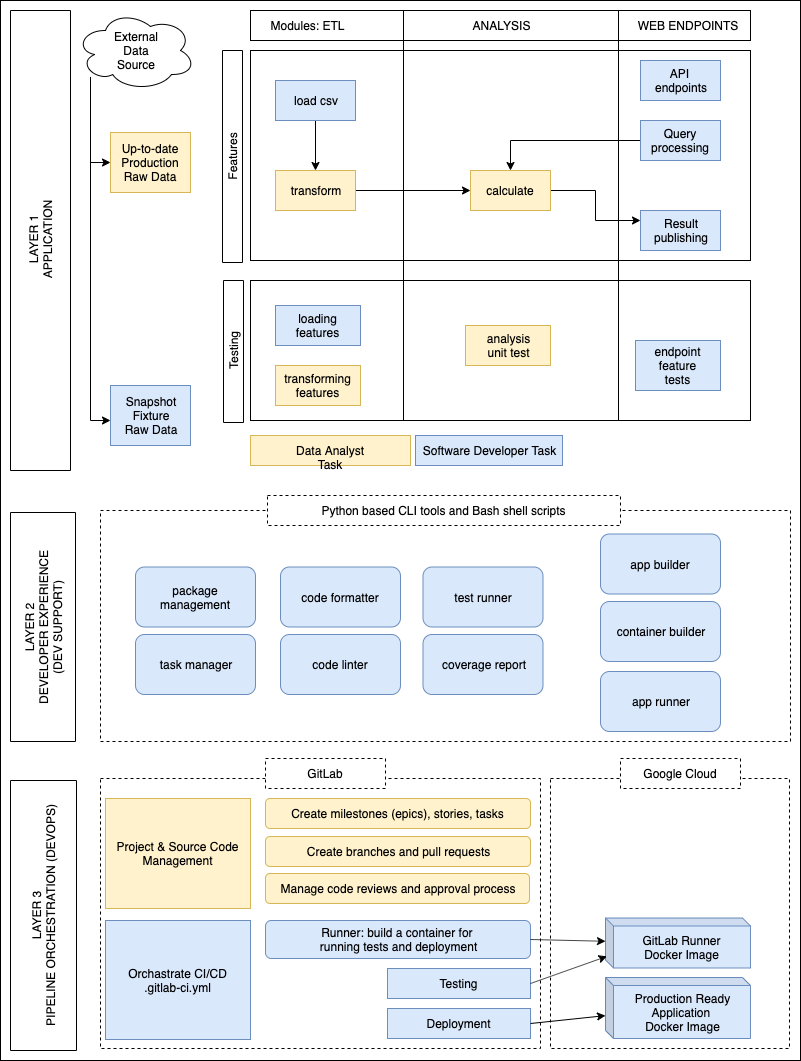 External
Data
Source
Modules: ETL
ANALYSIS
WEB ENDPOINTS
LAYER 1
APPLICATION
Up-to-date
Production
Raw Data
Snapshot
Fixture
Raw Data
Features
load csv
transform
calculate
API
endpoints
Query
processing
Result
publishing
Testing
loading
features
transforming
features
analysis
unit test
endpoint
feature
tests
Data Analyst
Task
Software Developer Task
LAYER 2
DEVELOPER EXPERIENCE
(DEV SUPPORT)
Python based CLI tools and Bash shell scripts
package
management
code formatter
test runner
app builder
task manager
code linter
coverage report
container builder
app runner
LAYER 3
PIPELINE ORCHESTRATION (DEVOPS)
GitLab
Google Cloud
Project & Source Code
Management
Create milestones (epics), stories, tasks
Create branches and pull requests
Manage code reviews and approval process
Orchastrate CI/CD
.gitlab-ci.yml
Runner: build a container for
running tests and deployment
Testing
Deployment
GitLab Runner
Docker Image
Production Ready
Application
Docker Image